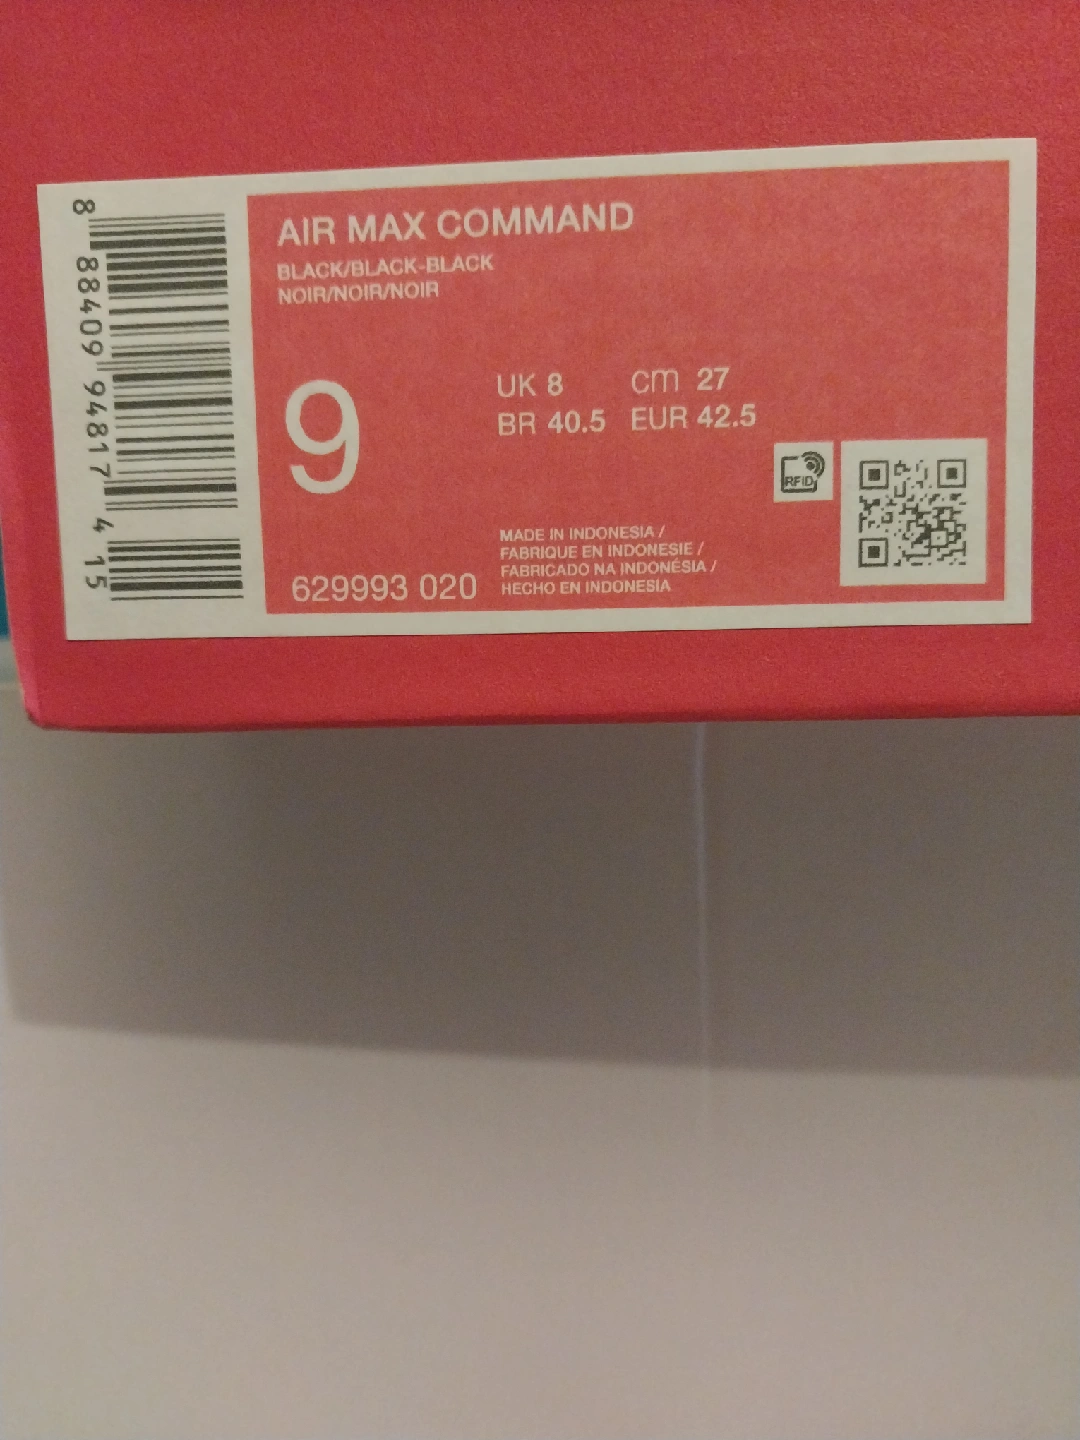 AIR MAX COMMAND
BLACK/BLACK-BLACK
NOIR/NOIR/NOIR
9
UK 8 cm 27
BR 40.5 EUR 42.5
RFID
MADE IN INDONESIA /
FABRIQUE EN INDONESIE /
FABRICADO NA INDONÉSIA /
HECHO EN INDONESIA
629993 020
8 88409 94817 4 15